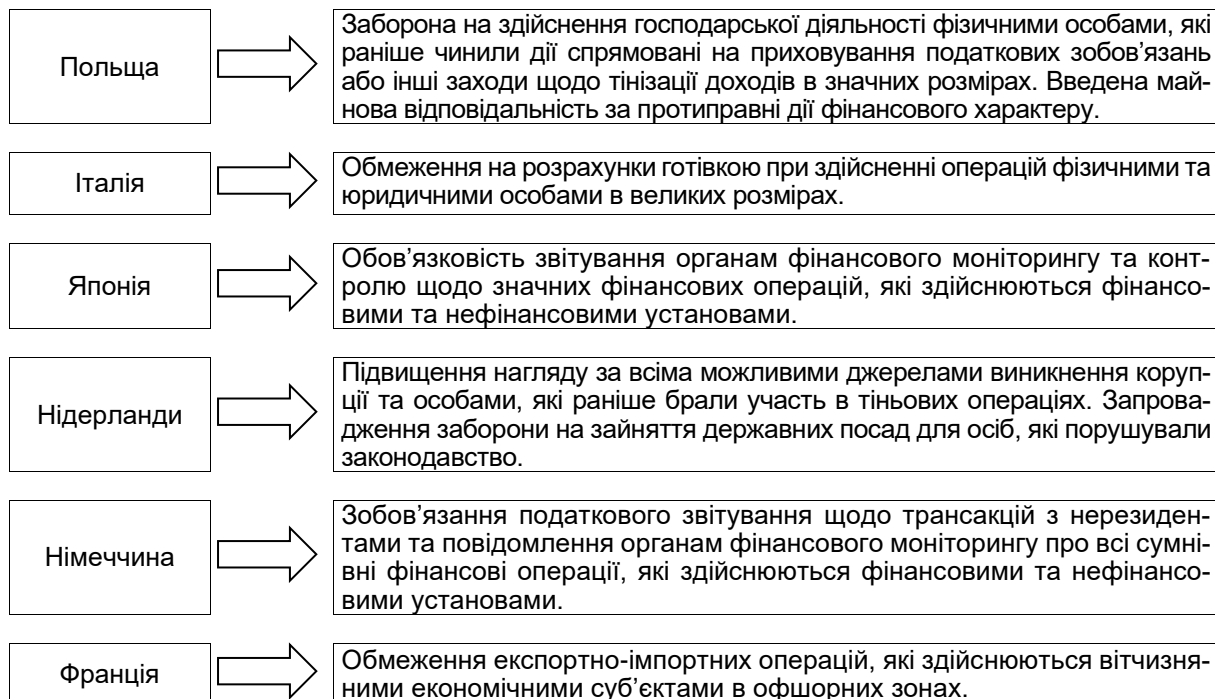 Польща
Заборона на здійснення господарської діяльності фізичними особами, які
раніше чинили дії спрямовані на приховування податкових зобов’язань
або інші заходи щодо тінізації доходів в значних розмірах. Введена май-
нова відповідальність за протиправні дії фінансового характеру.
Італія
Обмеження на розрахунки готівкою при здійсненні операцій фізичними та
юридичними особами в великих розмірах.
Японія
Обов’язковість звітування органам фінансового моніторингу та конт-
ролю щодо значних фінансових операцій, які здійснюються фінансо-
вими та нефінансовими установами.
Нідерланди
Підвищення нагляду за всіма можливими джерелами виникнення коруп-
ції та особами, які раніше брали участь в тіньових операціях. Запрова-
дження заборони на зайняття державних посад для осіб, які порушували
законодавство.
Німеччина
Зобов’язання податкового звітування щодо трансакцій з нерезиден-
тами та повідомлення органам фінансового моніторингу про всі сумні-
вні фінансові операції, які здійснюються фінансовими та нефінансо-
вими установами.
Франція
Обмеження експортно-імпортних операцій, які здійснюються вітчизня-
ними економічними суб’єктами в офшорних зонах.